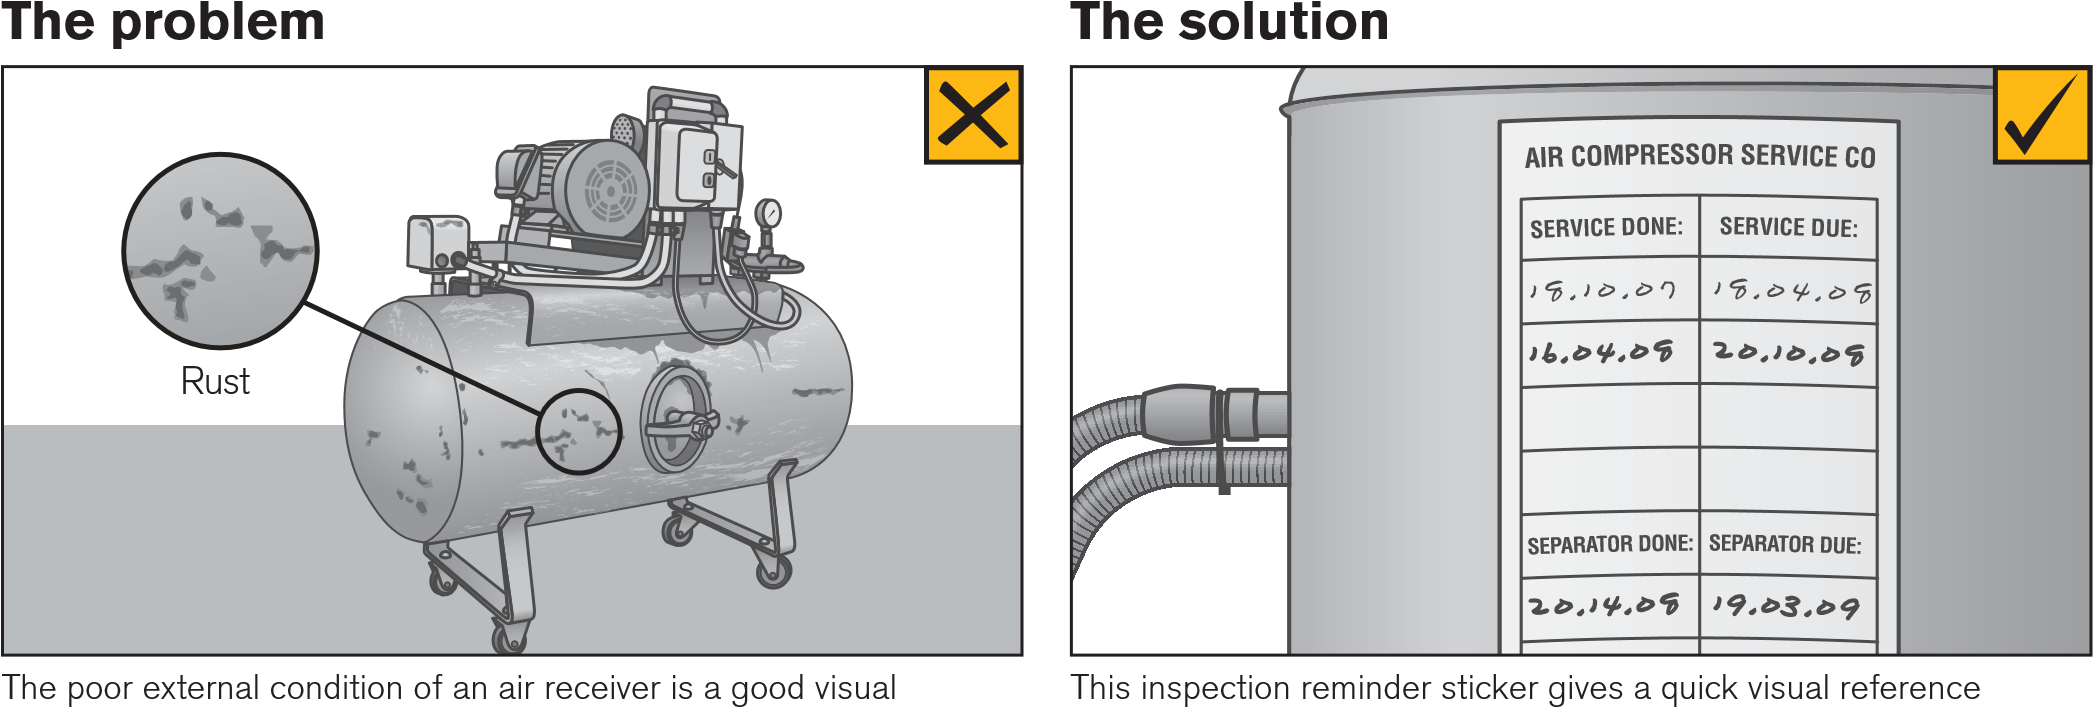 The problem
Rust
The poor external condition of an air receiver is a good visual
The solution
AIR COMPRESSOR SERVICE CO
SERVICE DONE: SERVICE DUE:
18.10.07 18.04.08
16.04.08 20.10.08
SEPARATOR DONE: SEPARATOR DUE:
20.14.08 19.03.09
This inspection reminder sticker gives a quick visual reference